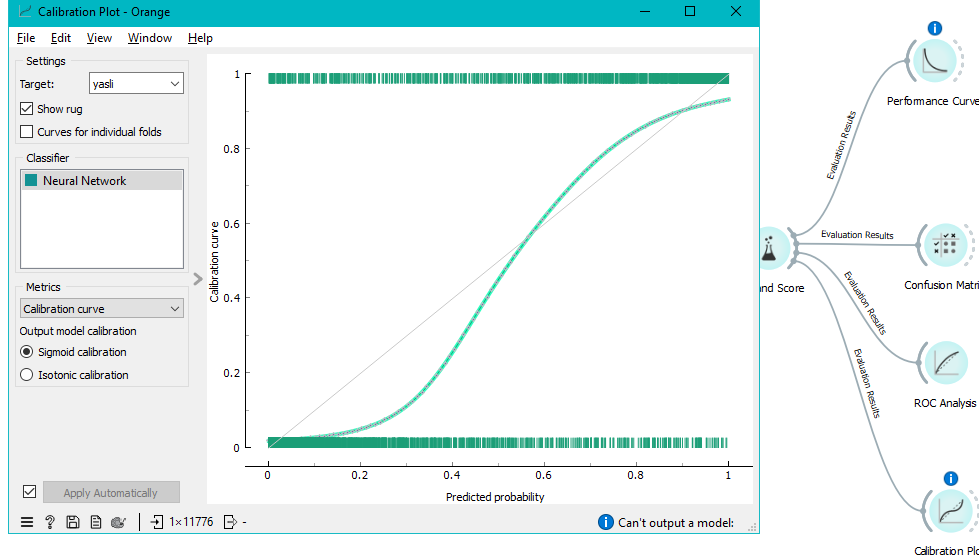 Calibration Plot - Orange
File Edit View Window Help
Settings
Target: yasli
Show rug
Curves for individual folds
Classifier
Neural Network
Metrics
Calibration curve
Output model calibration
Sigmoid calibration
Isotonic calibration
Apply Automatically
? 1×11776 -
Can't output a model:
Calibration curve
1
0.8
0.6
0.4
0.2
0
0 0.2 0.4 0.6 0.8 1
Predicted probability
Evaluation Results
Evaluation Results
Evaluation Results
Evaluation Results
and Score
Performance Curve
Confusion Matri
ROC Analysis
Calibration Plo